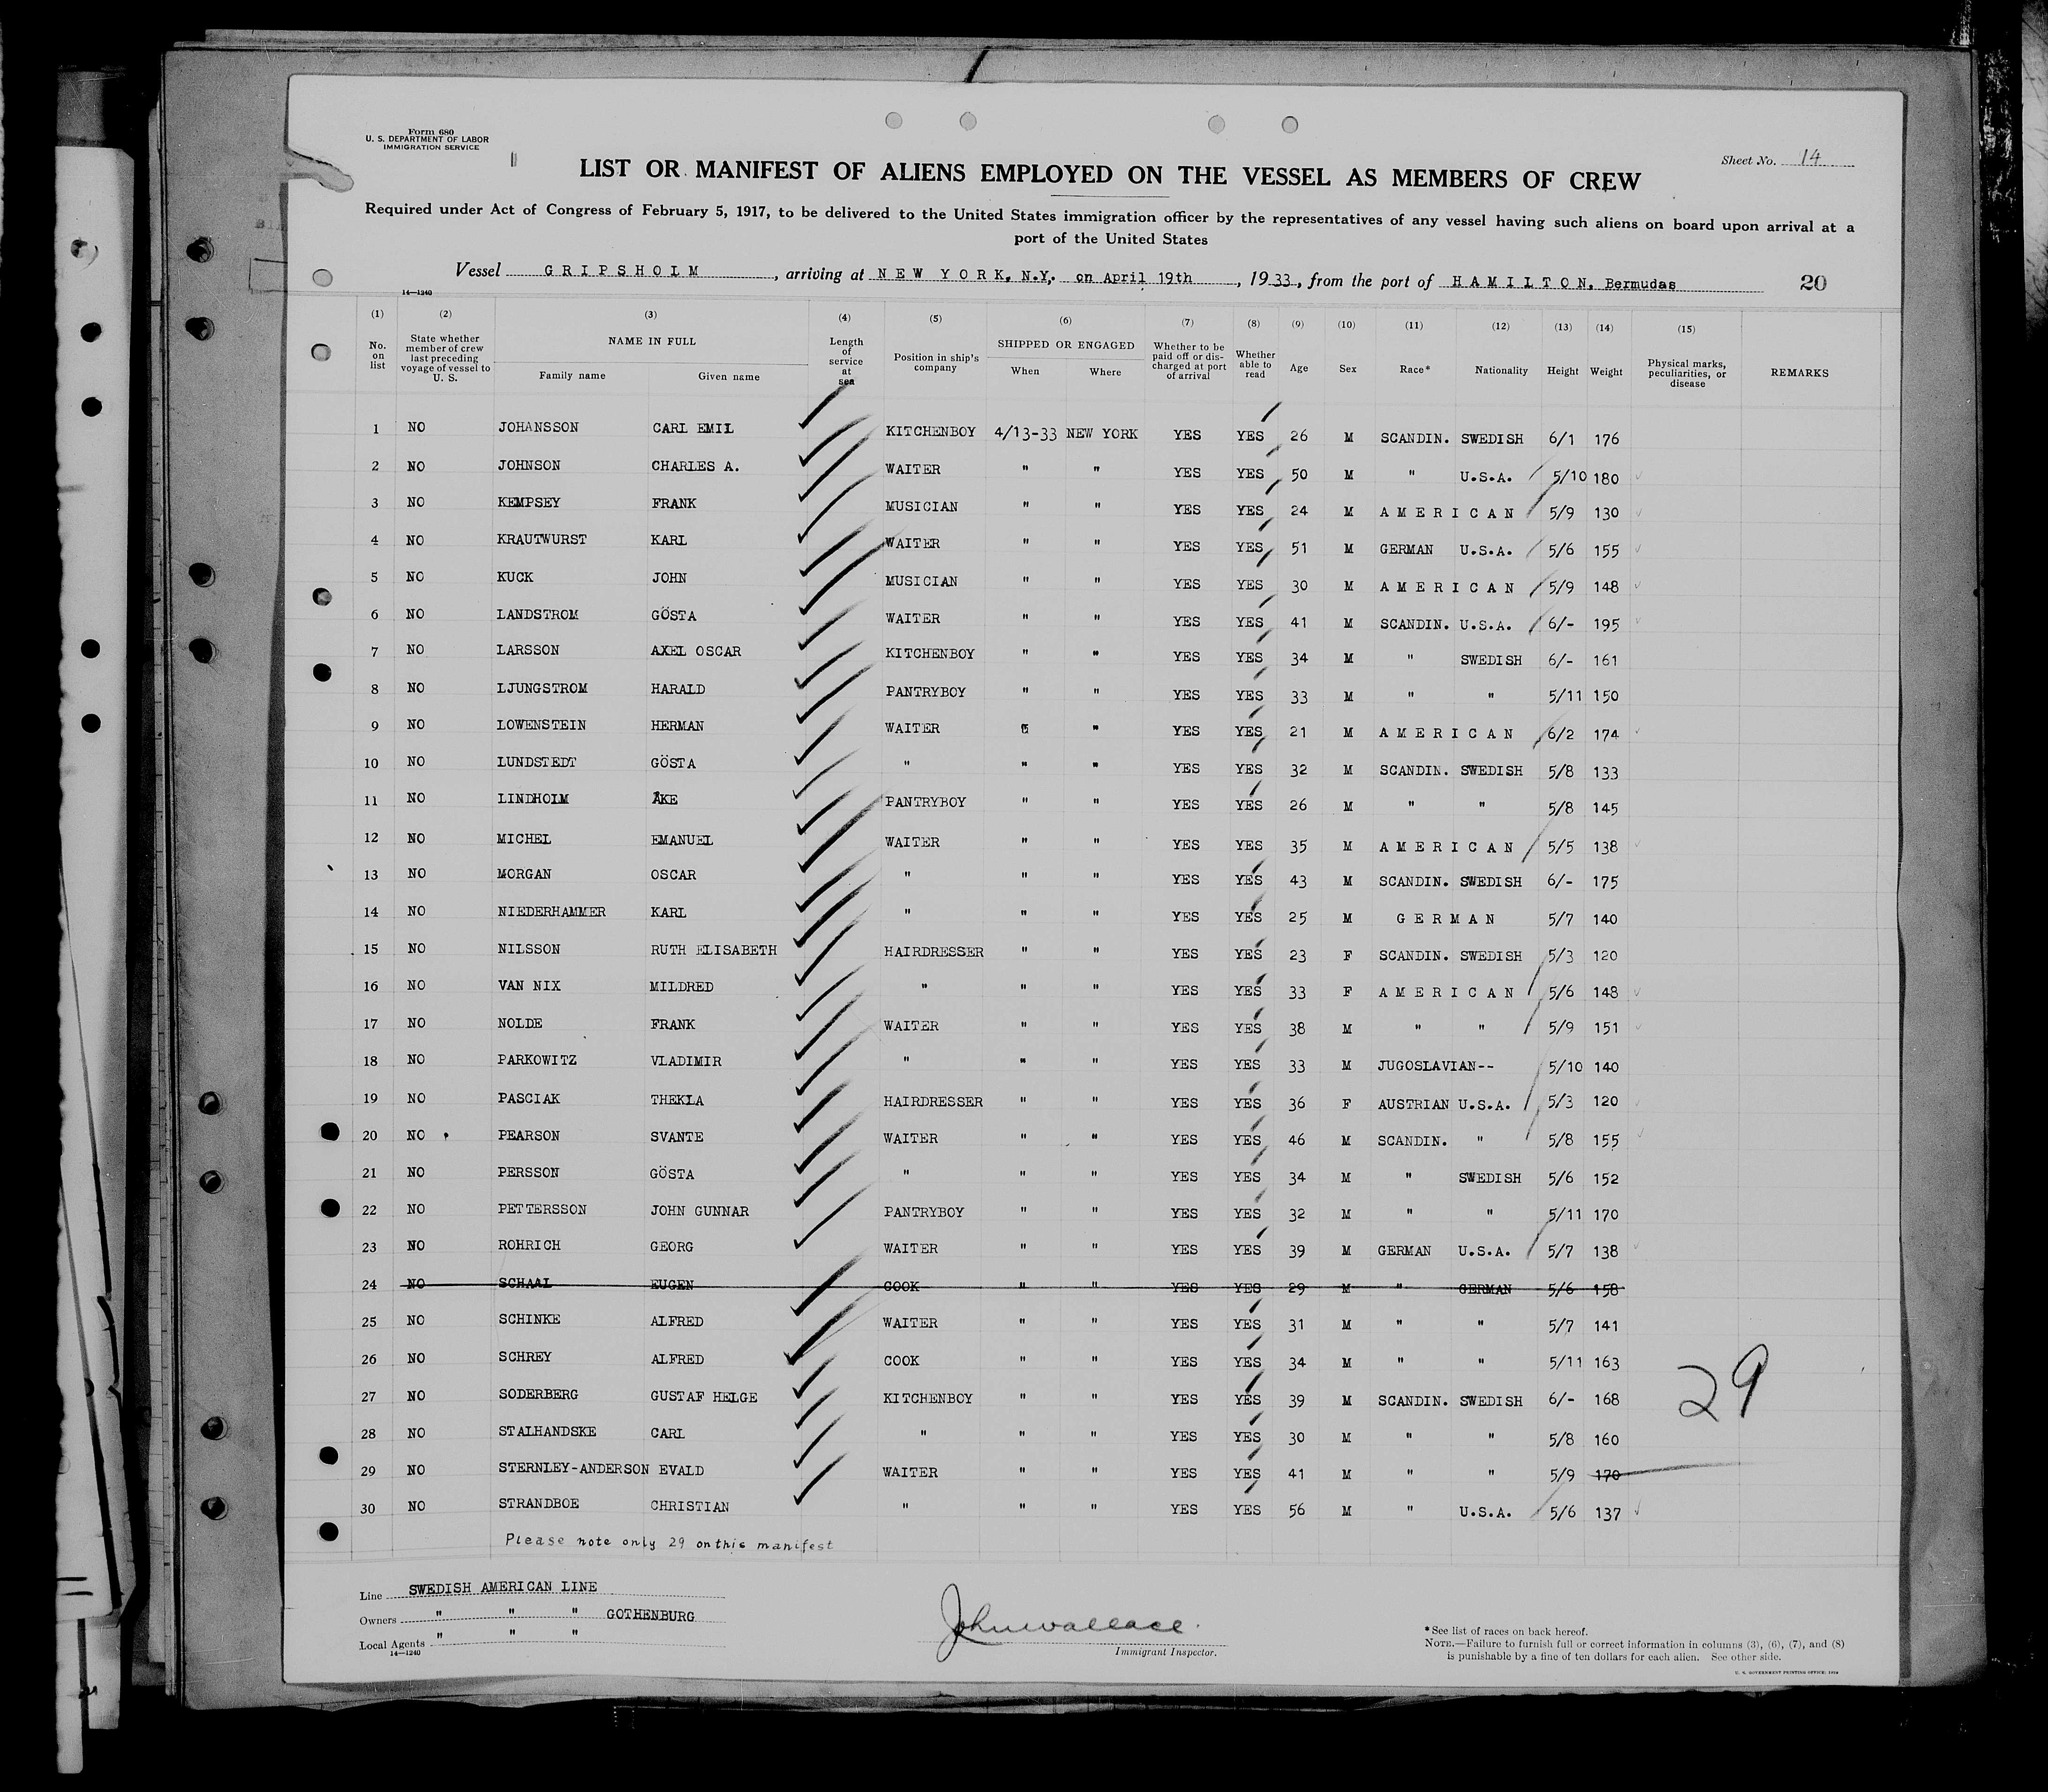 Form 680
U. S. DEPARTMENT OF LABOR
IMMIGRATION SERVICE
Sheet No. 14
LIST OR MANIFEST OF ALIENS EMPLOYED ON THE VESSEL AS MEMBERS OF CREW
Required under Act of Congress of February 5, 1917, to be delivered to the United States immigration officer by the representatives of any vessel having such aliens on board upon arrival at a
port of the United States
Vessel GRIPSHOLM, arriving at NEW YORK, N.Y. on April 19th, 1933, from the port of HAMILTON, Bermudas 20
14—1240
(1) (2) (3) (4) (5) (6) (7) (8) (9) (10) (11) (12) (13) (14) (15)
No. on list State whether member of crew last preceding voyage of vessel to U. S. NAME IN FULL Family name Given name Length of service at sea Position in ship's company SHIPPED OR ENGAGED When Where Whether to be paid off or discharged at port of arrival Whether able to read Age Sex Race* Nationality Height Weight Physical marks, peculiarities, or disease REMARKS
1 NO JOHANSSON CARL EMIL KITCHENBOY 4/13-33 NEW YORK YES YES 26 M SCANDIN. SWEDISH 6/1 176
2 NO JOHNSON CHARLES A. WAITER " " YES YES 50 M " U.S.A. 5/10 180
3 NO KEMPSEY FRANK MUSICIAN " " YES YES 24 M AMERICAN 5/9 130
4 NO KRAUTWURST KARL WAITER " " YES YES 51 M GERMAN U.S.A. 5/6 155
5 NO KUCK JOHN MUSICIAN " " YES YES 30 M AMERICAN 5/9 148
6 NO LANDSTROM GÖSTA WAITER " " YES YES 41 M SCANDIN. U.S.A. 6/- 195
7 NO LARSSON AXEL OSCAR KITCHENBOY " " YES YES 34 M " SWEDISH 6/- 161
8 NO LJUNGSTROM HARALD PANTRYBOY " " YES YES 33 M " " 5/11 150
9 NO LOWENSTEIN HERMAN WAITER " " YES YES 21 M AMERICAN 6/2 174
10 NO LUNDSTEDT GÖSTA " " " YES YES 32 M SCANDIN. SWEDISH 5/8 133
11 NO LINDHOLM ÅKE PANTRYBOY " " YES YES 26 M " " 5/8 145
12 NO MICHEL EMANUEL WAITER " " YES YES 35 M AMERICAN 5/5 138
13 NO MORGAN OSCAR " " " YES YES 43 M SCANDIN. SWEDISH 6/- 175
14 NO NIEDERHAMMER KARL " " " YES YES 25 M GERMAN 5/7 140
15 NO NILSSON RUTH ELISABETH HAIRDRESSER " " YES YES 23 F SCANDIN. SWEDISH 5/3 120
16 NO VAN NIX MILDRED " " " YES YES 33 F AMERICAN 5/6 148
17 NO NOLDE FRANK WAITER " " YES YES 38 M " " 5/9 151
18 NO PARKOWITZ VLADIMIR " " " YES YES 33 M JUGOSLAVIAN-- 5/10 140
19 NO PASCIAK THEKLA HAIRDRESSER " " YES YES 36 F AUSTRIAN U.S.A. 5/3 120
20 NO PEARSON SVANTE WAITER " " YES YES 46 M SCANDIN. " 5/8 155
21 NO PERSSON GÖSTA " " " YES YES 34 M " SWEDISH 5/6 152
22 NO PETTERSSON JOHN GUNNAR PANTRYBOY " " YES YES 32 M " " 5/11 170
23 NO ROHRICH GEORG WAITER " " YES YES 39 M GERMAN U.S.A. 5/7 138
24 NO SCHAAL EUGEN COOK " " YES YES 29 M " GERMAN 5/6 158
25 NO SCHINKE ALFRED WAITER " " YES YES 31 M " " 5/7 141
26 NO SCHREY ALFRED COOK " " YES YES 34 M " " 5/11 163
27 NO SODERBERG GUSTAF HELGE KITCHENBOY " " YES YES 39 M SCANDIN. SWEDISH 6/- 168
29
28 NO STALHANDSKE CARL " " " YES YES 30 M " " 5/8 160
29 NO STERNLEY-ANDERSON EVALD WAITER " " YES YES 41 M " " 5/9 170
30 NO STRANDBOE CHRISTIAN " " " YES YES 56 M " U.S.A. 5/6 137
Please note only 29 on this manifest
Line SWEDISH AMERICAN LINE
Owners " " " GOTHENBURG
Local Agents " " "
14—1240
John Wallace
Immigrant Inspector.
*See list of races on back hereof.
NOTE.—Failure to furnish full or correct information in columns (3), (6), (7), and (8)
is punishable by a fine of ten dollars for each alien. See other side.
U. S. GOVERNMENT PRINTING OFFICE